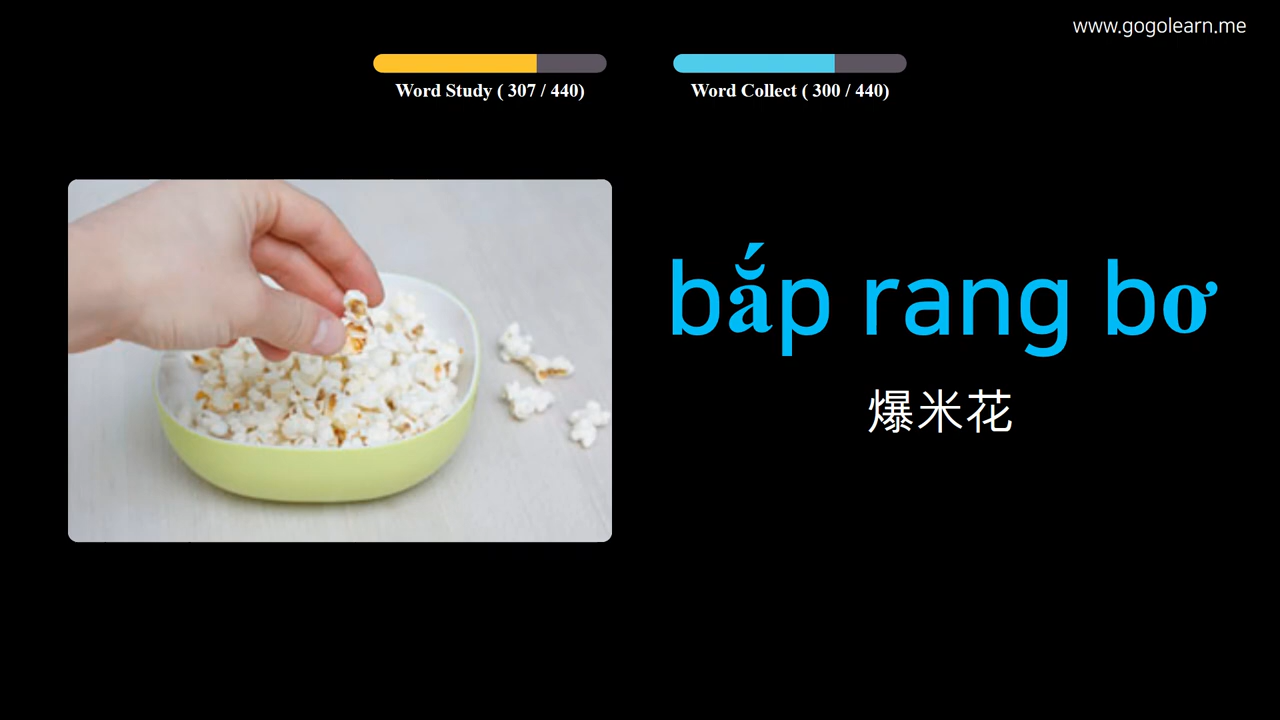 www.gogolearn.me
Word Study ( 307 / 440)
Word Collect ( 300 / 440)
bắp rang bơ
爆米花